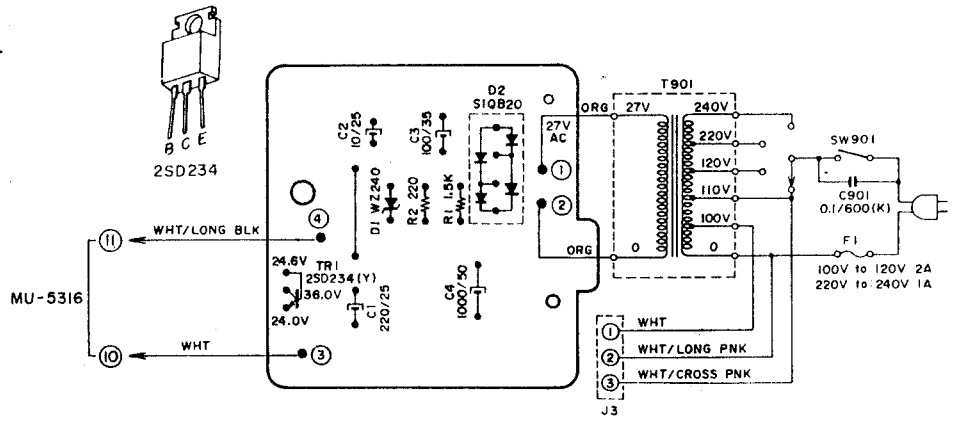 B C E
2SD234
D2
S1QB20
C2
10/25
C3
100/35
27V
AC
1
2
D1 WZ240
R2 220
R1 1.5K
4
WHT/LONG BLK
11
MU-5316
24.6V
TR1
2SD234(Y)
36.0V
24.0V
C1
220/25
C4
1000/50
WHT
10
3
ORG
ORG
T901
27V
0
240V
220V
120V
110V
100V
0
SW901
C901
0.1/600(K)
F1
100V to 120V 2A
220V to 240V 1A
1 WHT
2 WHT/LONG PNK
3 WHT/CROSS PNK
J3